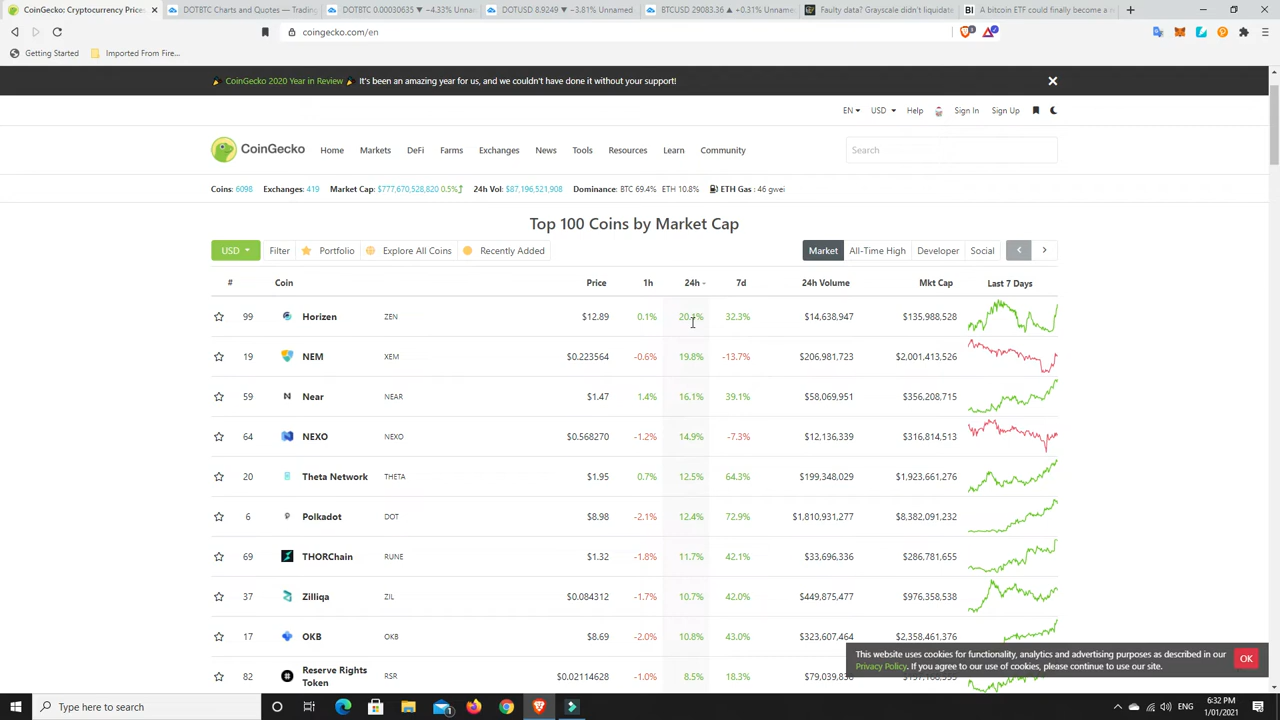 CoinGecko: Cryptocurrency Prices
DOTBTC Charts and Quotes — Trading
DOTBTC 0.00030635 ▼ −4.33% Unnamed
DOTUSD 8.9249 ▼ −3.81% Unnamed
BTCUSD 29083.36 ▲ +0.31% Unnamed
Faulty data? Grayscale didn't liquidate
BI A bitcoin ETF could finally become a r
coingecko.com/en
Getting Started
Imported From Fire...
CoinGecko 2020 Year in Review It's been an amazing year for us, and we couldn't have done it without your support!
EN USD Help Sign In Sign Up
CoinGecko Home Markets DeFi Farms Exchanges News Tools Resources Learn Community Search
Coins: 6098 Exchanges: 419 Market Cap: $777,670,528,820 0.5% 24h Vol: $87,196,521,908 Dominance: BTC 69.4% ETH 10.8% ETH Gas : 46 gwei
Top 100 Coins by Market Cap
USD Filter Portfolio Explore All Coins Recently Added Market All-Time High Developer Social
# Coin Price 1h 24h 7d 24h Volume Mkt Cap Last 7 Days
99 Horizen ZEN $12.89 0.1% 32.3% $14,638,947 $135,988,528
19 NEM XEM $0.223564 -0.6% 19.8% -13.7% $206,981,723 $2,001,413,526
59 Near NEAR $1.47 1.4% 16.1% 39.1% $58,069,951 $356,208,715
64 NEXO NEXO $0.568270 -1.2% 14.9% -7.3% $12,136,339 $316,814,513
20 Theta Network THETA $1.95 0.7% 12.5% 64.3% $199,348,029 $1,923,661,276
6 Polkadot DOT $8.98 -2.1% 12.4% 72.9% $1,810,931,277 $8,382,091,232
69 THORChain RUNE $1.32 -1.8% 11.7% 42.1% $33,696,336 $286,781,655
37 Zilliqa ZIL $0.084312 -1.7% 10.7% 42.0% $449,875,477 $976,358,538
17 OKB OKB $8.69 -2.0% 10.8% 43.0% $323,607,464 $2,358,461,376
82 Reserve Rights Token RSR $0.02114628 -1.0% 8.5% 18.3%
This website uses cookies for functionality, analytics and advertising purposes as described in our
Privacy Policy. If you agree to our use of cookies, please continue to use our site.
OK
Type here to search
ENG
6:32 PM
1/01/2021